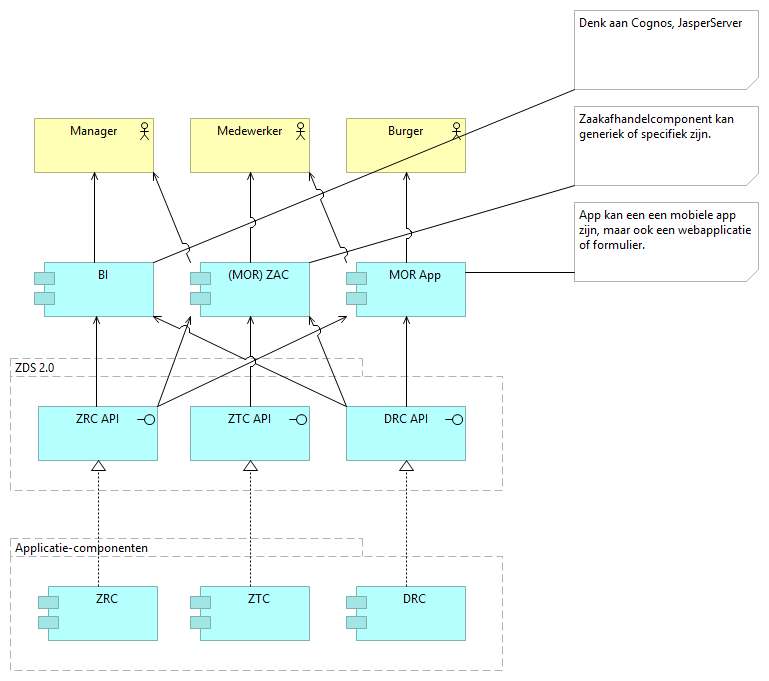 Denk aan Cognos, JasperServer
Manager
Medewerker
Burger
Zaakafhandelcomponent kan
generiek of specifiek zijn.
App kan een een mobiele app
zijn, maar ook een webapplicatie
of formulier.
BI
(MOR) ZAC
MOR App
ZDS 2.0
ZRC API
ZTC API
DRC API
Applicatie-componenten
ZRC
ZTC
DRC